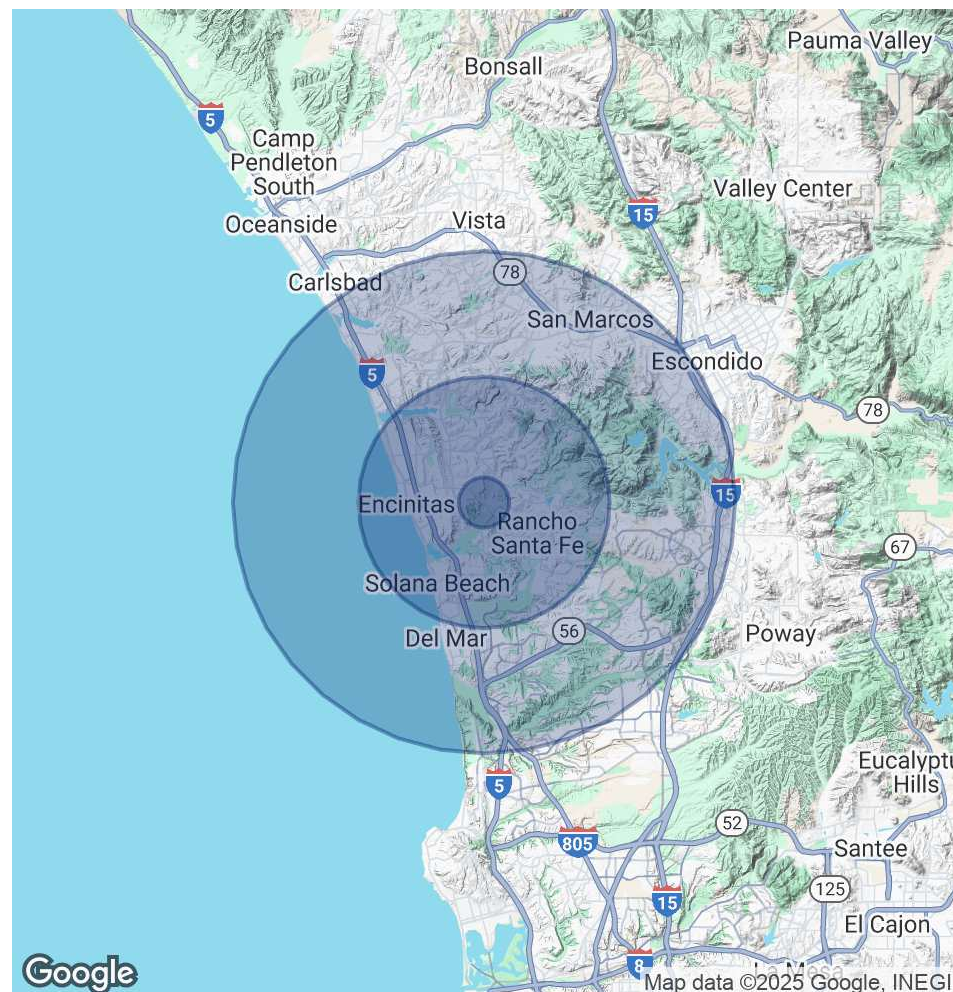 Pauma Valley
Bonsall
5
Camp
Pendleton
South
Valley Center
15
Oceanside
Vista
78
Carlsbad
San Marcos
Escondido
5
78
15
Encinitas
Rancho
Santa Fe
67
Solana Beach
56
Del Mar
Poway
Eucalyptu
Hills
5
52
805
Santee
125
15
El Cajon
8
Google
Map data ©2025 Google, INEGI